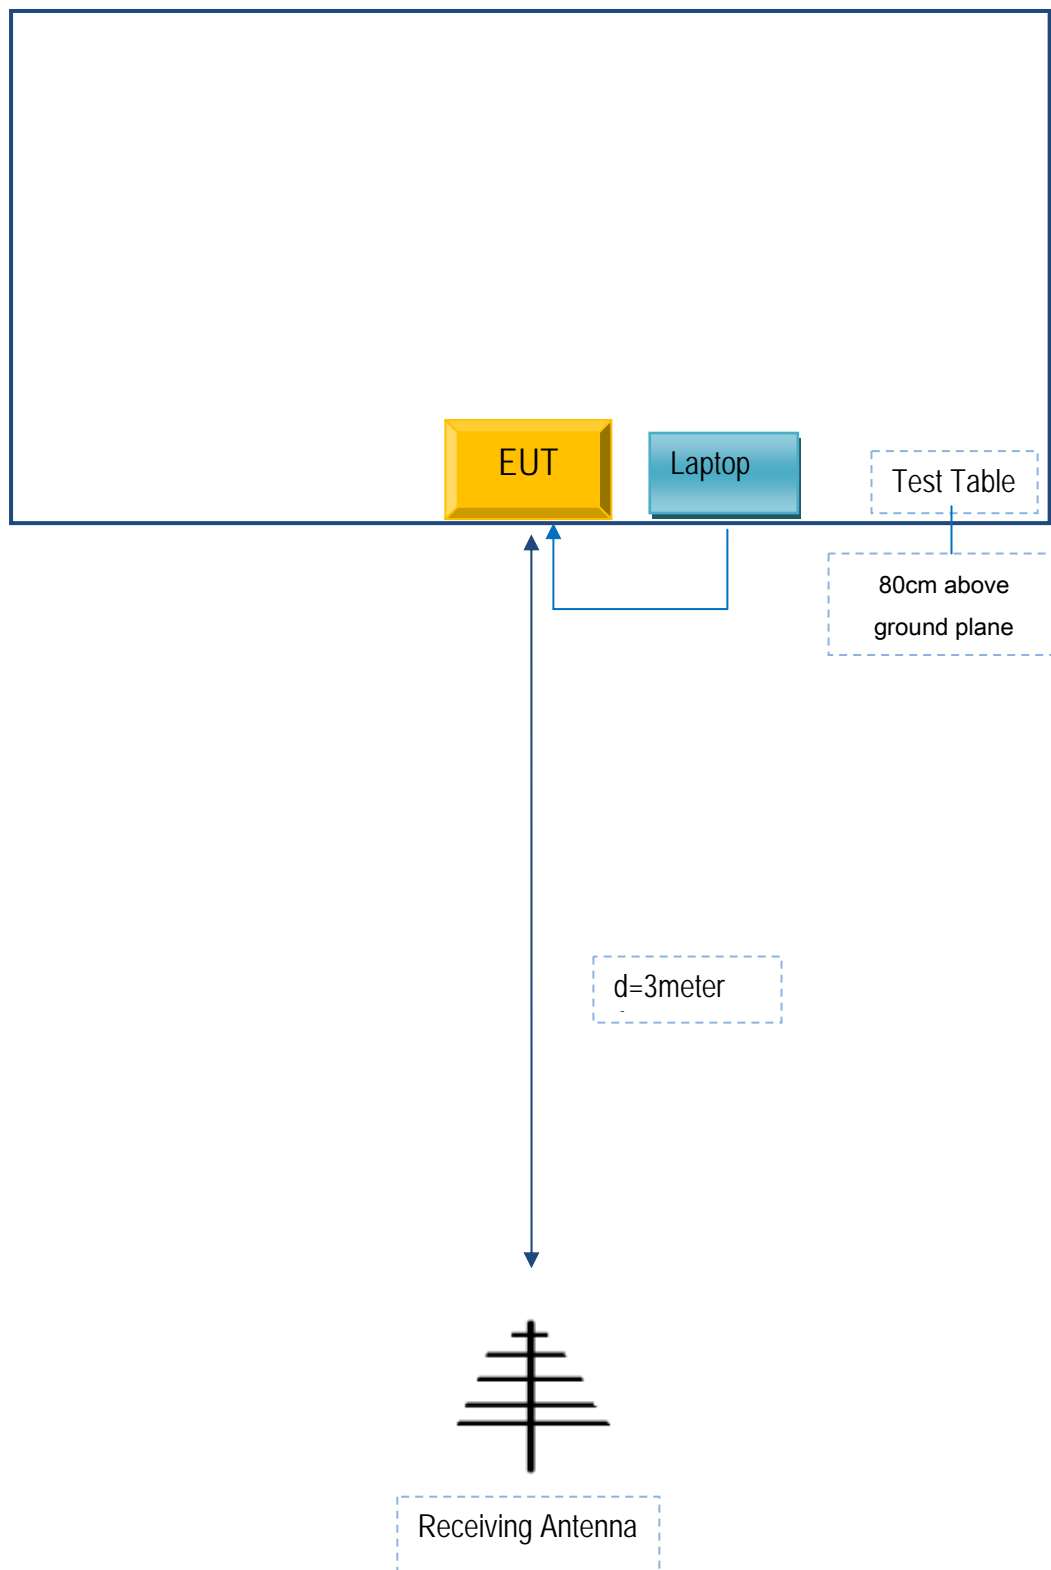 EUT
Laptop
Test Table
80cm above
ground plane
d=3meter
Receiving Antenna